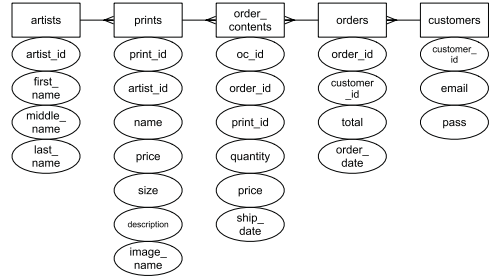 artists
artist_id
first_
name
middle_
name
last_
name
prints
print_id
artist_id
name
price
size
description
image_
name
order_
contents
oc_id
order_id
print_id
quantity
price
ship_
date
orders
order_id
customer
_id
total
order_
date
customers
customer_
id
email
pass